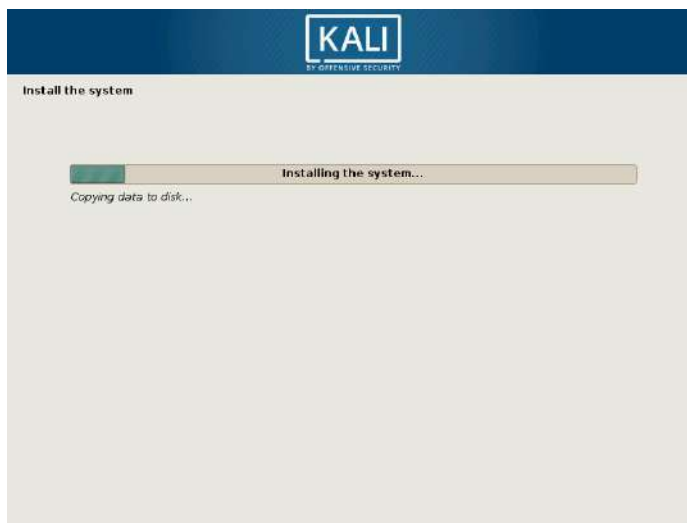 KALI
BY OFFENSIVE SECURITY
Install the system
Installing the system...
Copying data to disk...